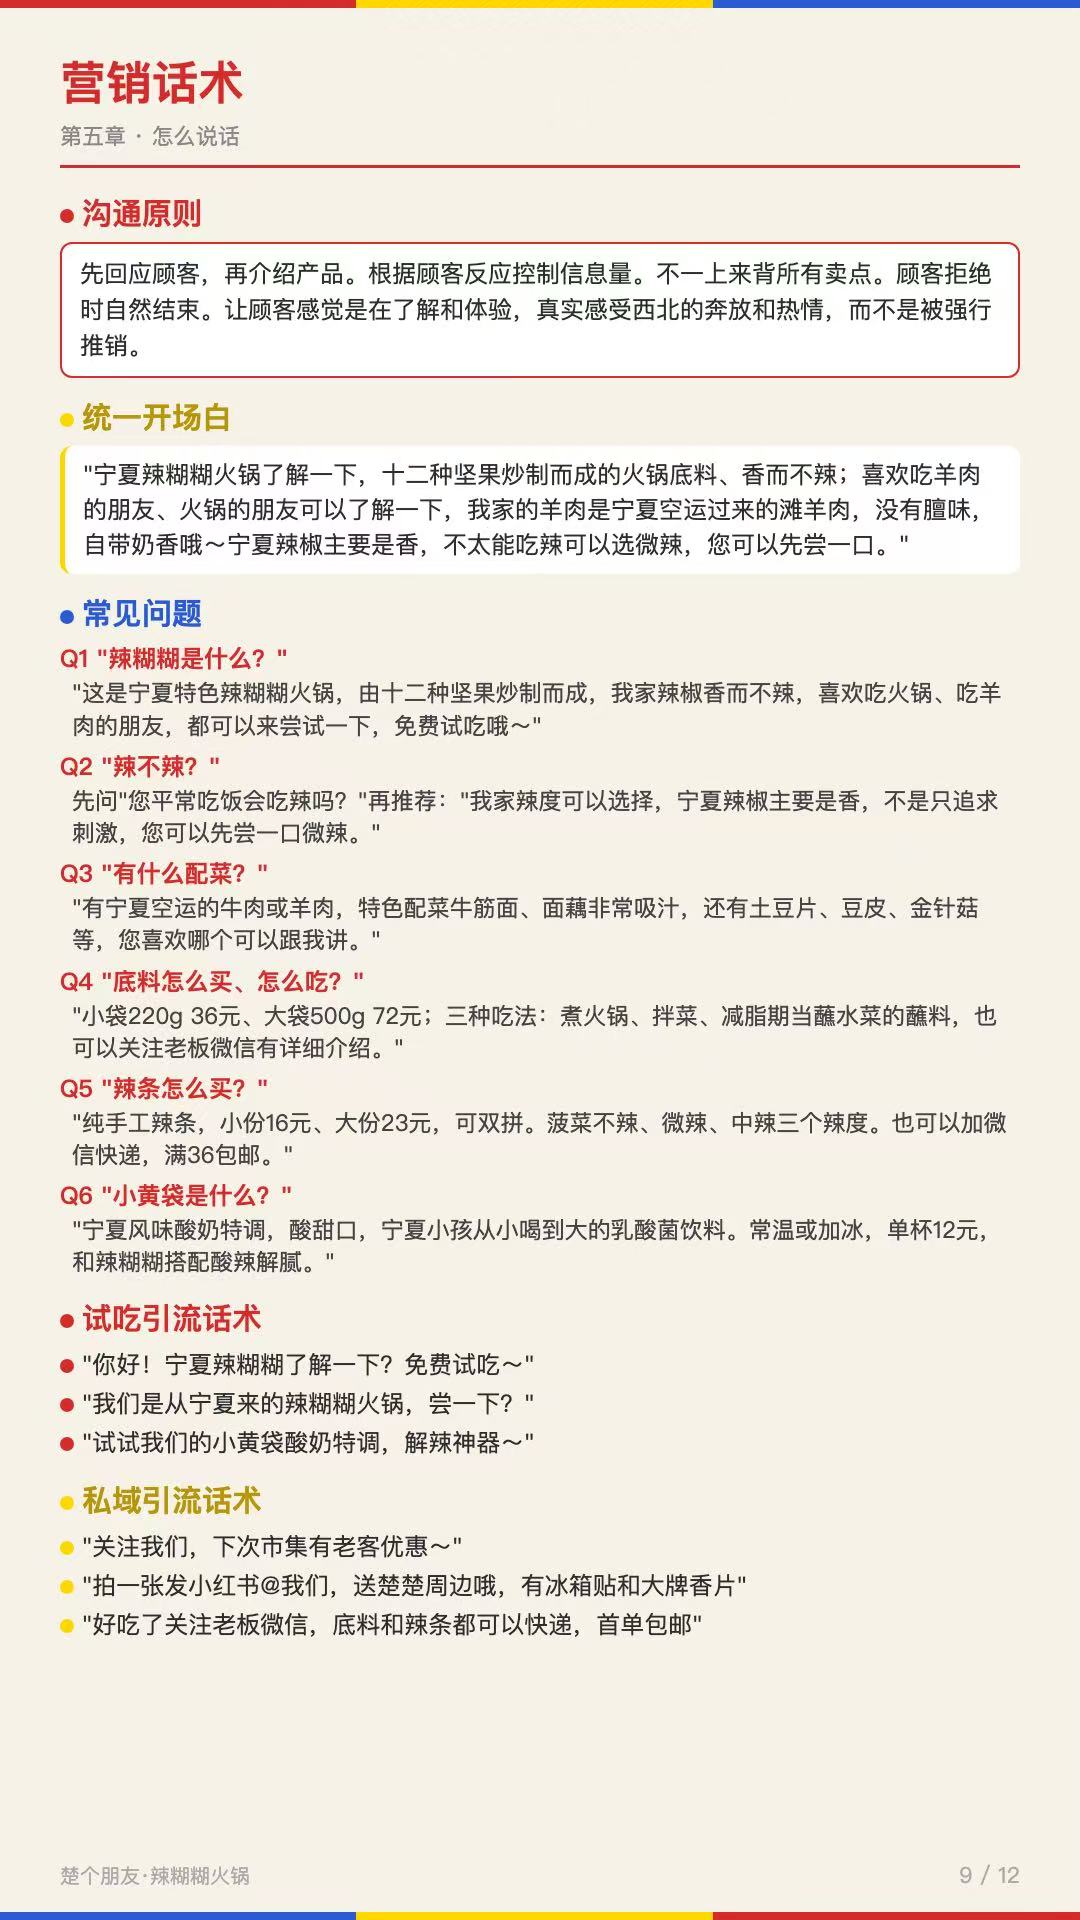 营销话术
第五章 · 怎么说话
沟通原则
先回应顾客，再介绍产品。根据顾客反应控制信息量。不一上来背所有卖点。顾客拒绝
时自然结束。让顾客感觉是在了解和体验，真实感受西北的奔放和热情，而不是被强行
推销。
统一开场白
"宁夏辣糊糊火锅了解一下，十二种坚果炒制而成的火锅底料、香而不辣；喜欢吃羊肉
的朋友、火锅的朋友可以了解一下，我家的羊肉是宁夏空运过来的滩羊肉，没有膻味，
自带奶香哦～宁夏辣椒主要是香，不太能吃辣可以选微辣，您可以先尝一口。"
常见问题
Q1 "辣糊糊是什么？"
"这是宁夏特色辣糊糊火锅，由十二种坚果炒制而成，我家辣椒香而不辣，喜欢吃火锅、吃羊
肉的朋友，都可以来尝试一下，免费试吃哦～"
Q2 "辣不辣？"
先问"您平常吃饭会吃辣吗？"再推荐："我家辣度可以选择，宁夏辣椒主要是香，不是只追求
刺激，您可以先尝一口微辣。"
Q3 "有什么配菜？"
"有宁夏空运的牛肉或羊肉，特色配菜牛筋面、面藕非常吸汁，还有土豆片、豆皮、金针菇
等，您喜欢哪个可以跟我讲。"
Q4 "底料怎么买、怎么吃？"
"小袋220g 36元、大袋500g 72元；三种吃法：煮火锅、拌菜、减脂期当蘸水菜的蘸料，也
可以关注老板微信有详细介绍。"
Q5 "辣条怎么买？"
"纯手工辣条，小份16元、大份23元，可双拼。菠菜不辣、微辣、中辣三个辣度。也可以加微
信快递，满36包邮。"
Q6 "小黄袋是什么？"
"宁夏风味酸奶特调，酸甜口，宁夏小孩从小喝到大的乳酸菌饮料。常温或加冰，单杯12元，
和辣糊糊搭配酸辣解腻。"
试吃引流话术
"你好！宁夏辣糊糊了解一下？免费试吃～"
"我们是从宁夏来的辣糊糊火锅，尝一下？"
"试试我们的小黄袋酸奶特调，解辣神器～"
私域引流话术
"关注我们，下次市集有老客优惠～"
"拍一张发小红书@我们，送楚楚周边哦，有冰箱贴和大牌香片"
"好吃了关注老板微信，底料和辣条都可以快递，首单包邮"
楚个朋友·辣糊糊火锅
9 / 12